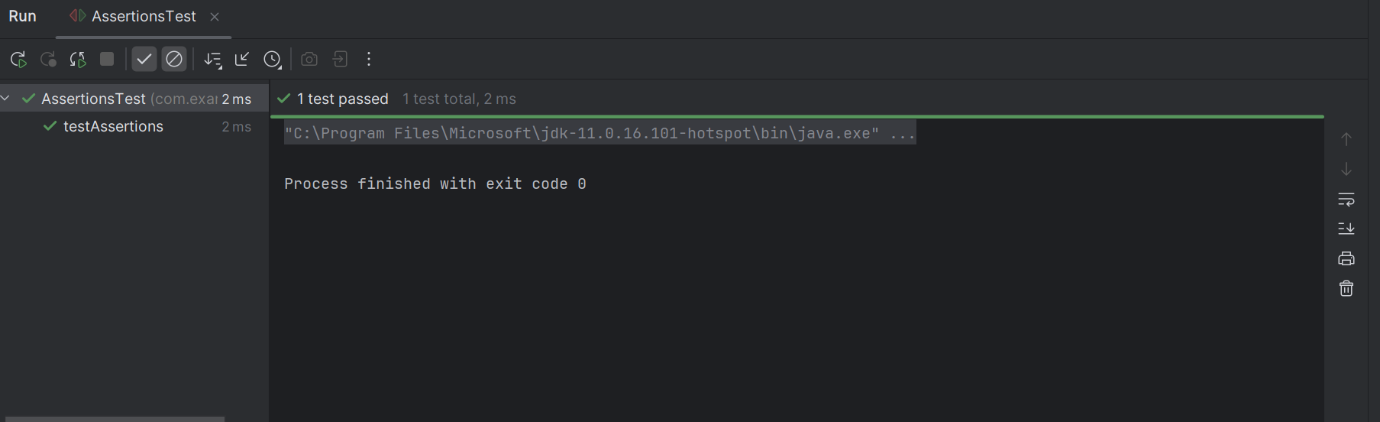 Run AssertionsTest
AssertionsTest (com.exar 2 ms
1 test passed 1 test total, 2 ms
testAssertions 2 ms
"C:\Program Files\Microsoft\jdk-11.0.16.101-hotspot\bin\java.exe" ...
Process finished with exit code 0